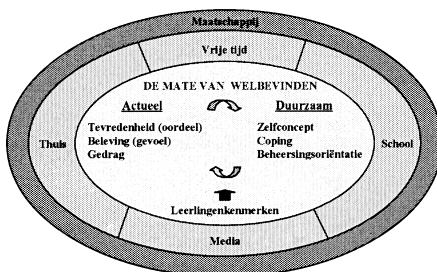 Maatschappij
Vrije tijd
DE MATE VAN WELBEVINDEN
Actueel Duurzaam
Tevredenheid (oordeel) Zelfconcept
Thuis Beleving (gevoel) Coping School
Gedrag Beheersingsoriëntatie
Leerlingenkenmerken
Media